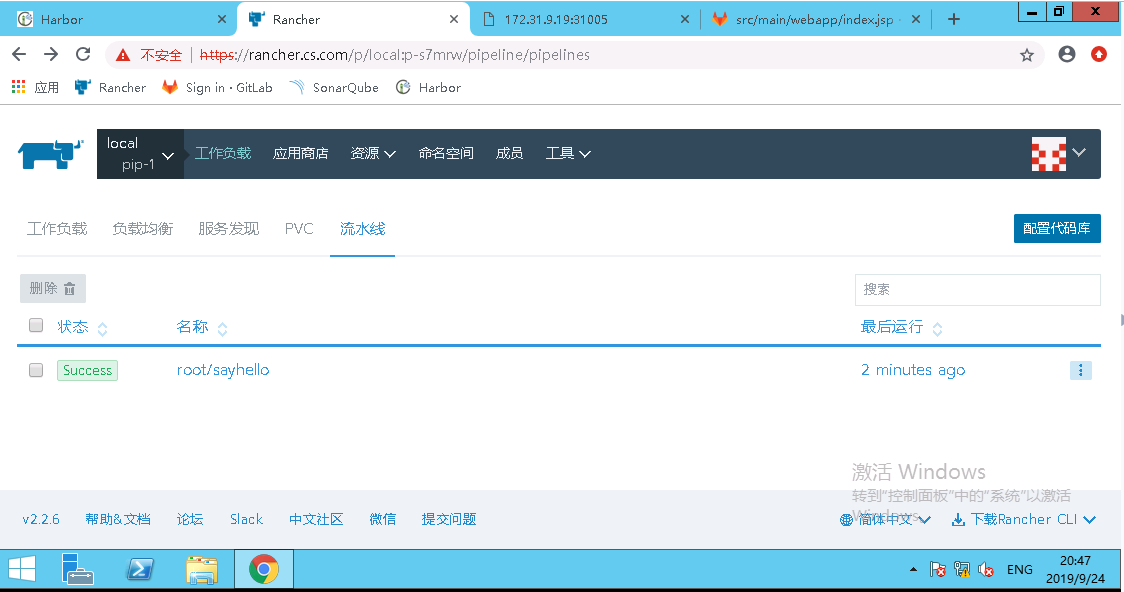 Harbor
Rancher
172.31.9.19:31005
src/main/webapp/index.jsp ·
不安全 https://rancher.cs.com/p/local:p-s7mrw/pipeline/pipelines
应用 Rancher Sign in · GitLab SonarQube Harbor
local
pip-1
工作负载 应用商店 资源 命名空间 成员 工具
工作负载 负载均衡 服务发现 PVC 流水线
配置代码库
删除
搜索
状态 名称 最后运行
Success root/sayhello 2 minutes ago
激活 Windows
转到"控制面板"中的"系统"以激活
Windows。
v2.2.6 帮助&文档 论坛 Slack 中文社区 微信 提交问题
简体中文 下载Rancher CLI
ENG
20:47
2019/9/24